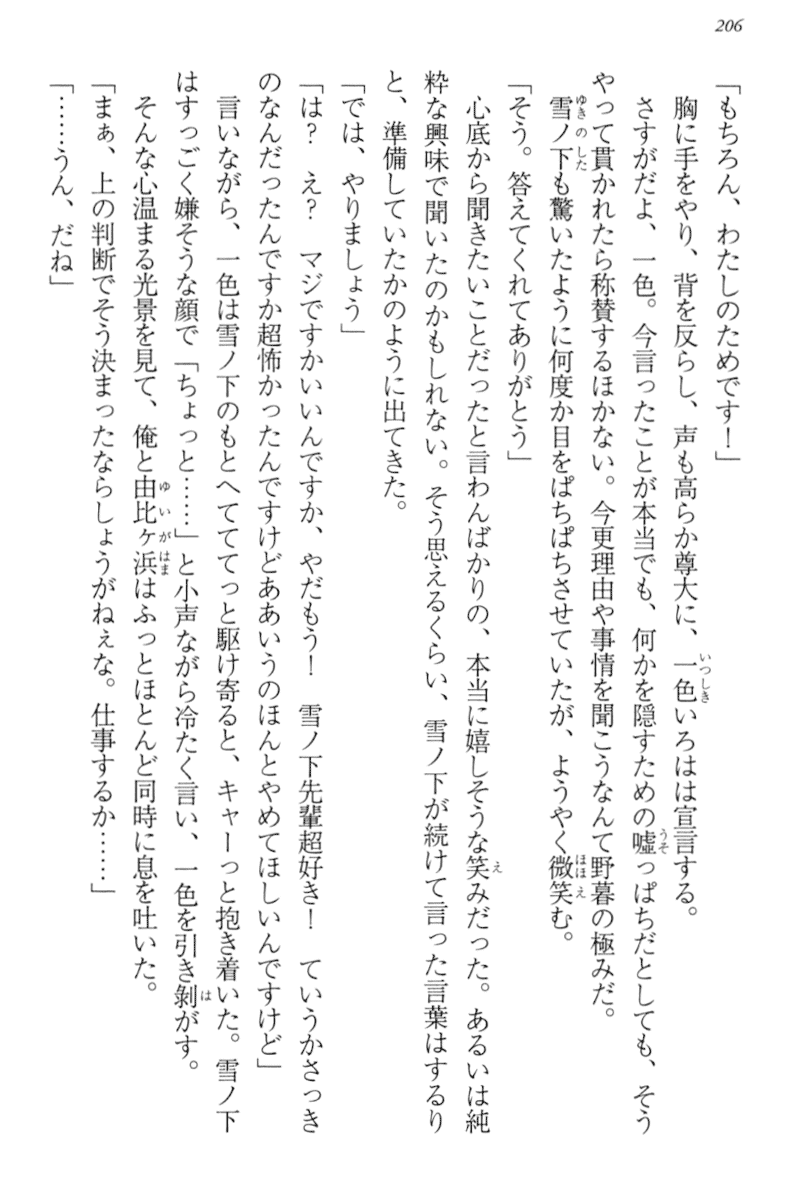 206
「もちろん、わたしのためです！」
　胸に手をやり、背を反らし、声も高らか尊大に、一色いろはは宣言する。
　さすがだよ、一色。今言ったことが本当でも、何かを隠すための嘘っぱちだとしても、そう
やって貫かれたら称賛するほかない。今更理由や事情を聞こうなんて野暮の極みだ。
　雪ノ下も驚いたように何度か目をぱちぱちさせていたが、ようやく微笑む。
「そう。答えてくれてありがとう」
　心底から聞きたいことだったと言わんばかりの、本当に嬉しそうな笑みだった。あるいは純
粋な興味で聞いたのかもしれない。そう思えるくらい、雪ノ下が続けて言った言葉はするり
と、準備していたかのように出てきた。
「では、やりましょう」
「は？　え？　マジですかいいんですか、やだもう！　雪ノ下先輩超好き！　ていうかさっき
のなんだったんですか超怖かったんですけどああいうのほんとやめてほしいんですけど」
　言いながら、一色は雪ノ下のもとへてててっと駆け寄ると、キャーっと抱き着いた。雪ノ下
はすっごく嫌そうな顔で「ちょっと……」と小声ながら冷たく言い、一色を引き剝がす。
　そんな心温まる光景を見て、俺と由比ヶ浜はふっとほとんど同時に息を吐いた。
「まぁ、上の判断でそう決まったならしょうがねぇな。仕事するか……」
「……うん、だね」